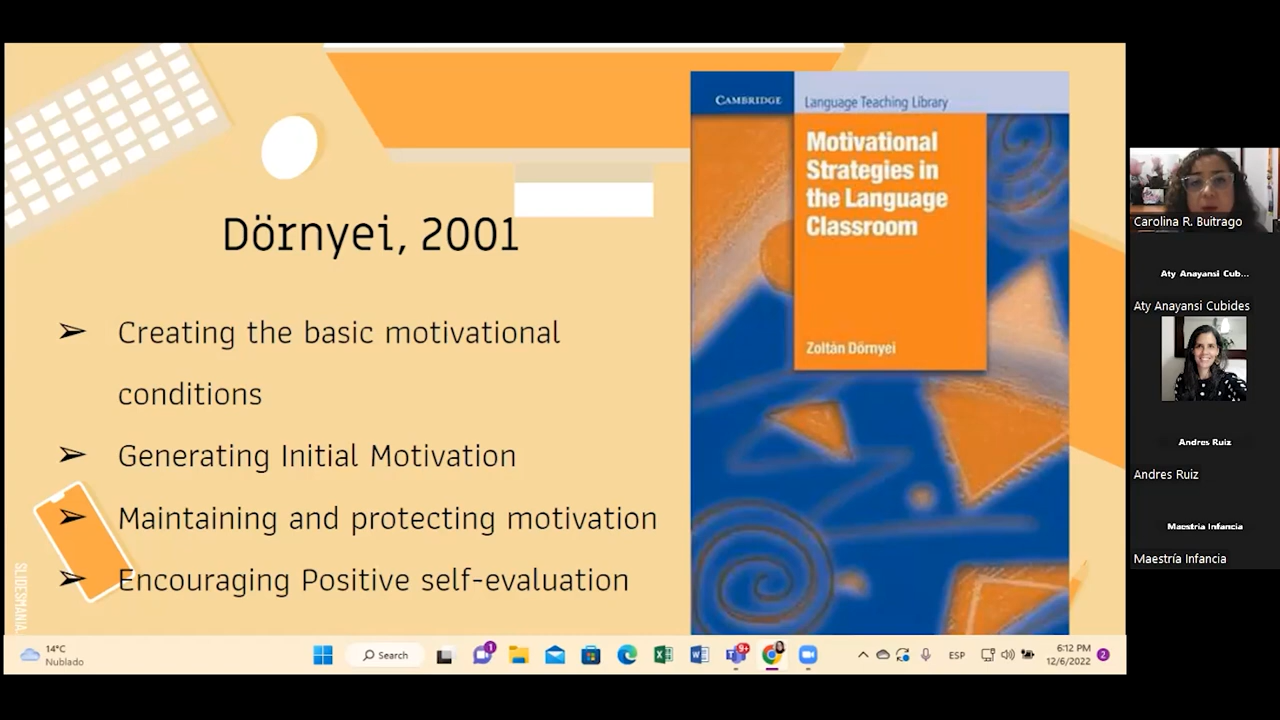 Dörnyei, 2001
➢ Creating the basic motivational
conditions
➢ Generating Initial Motivation
➢ Maintaining and protecting motivation
➢ Encouraging Positive self-evaluation
SLIDESMANIA.
CAMBRIDGE
Language Teaching Library
Motivational
Strategies in
the Language
Classroom
Zoltán Dörnyei
Carolina R. Buitrago
Aty Anayansi Cub...
Aty Anayansi Cubides
Andres Ruiz
Andres Ruiz
Maestría Infancia
Maestría Infancia
14°C
Nublado
Search
1
9+
ESP
6:12 PM
12/6/2022
2